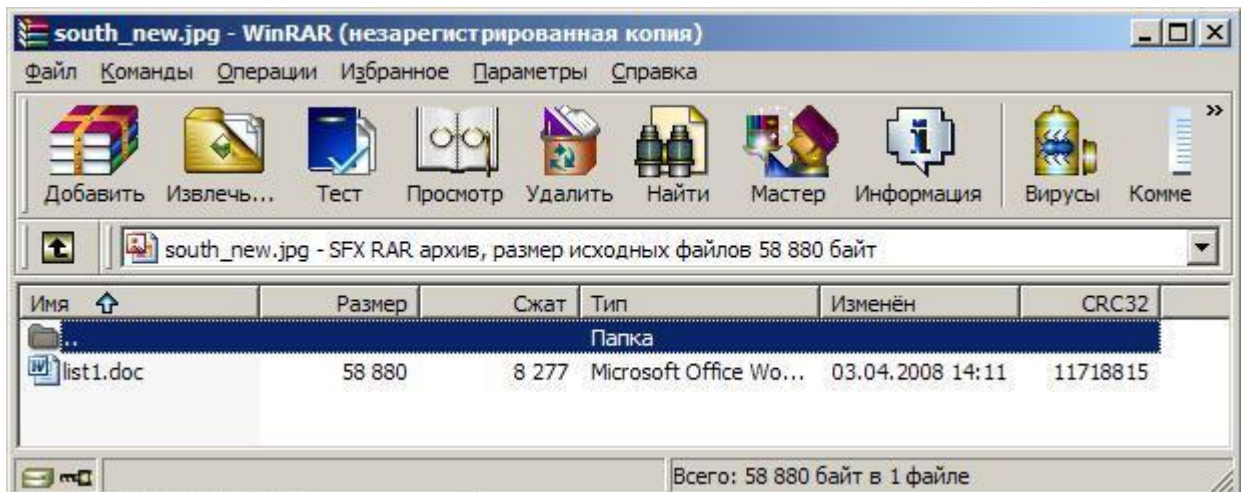 south_new.jpg - WinRAR (незарегистрированная копия)
Файл Команды Операции Избранное Параметры Справка
Добавить Извлечь... Тест Просмотр Удалить Найти Мастер Информация Вирусы Комме
south_new.jpg - SFX RAR архив, размер исходных файлов 58 880 байт
Имя Размер Сжат Тип Изменён CRC32
.. Папка
list1.doc 58 880 8 277 Microsoft Office Wo... 03.04.2008 14:11 11718815
Всего: 58 880 байт в 1 файле